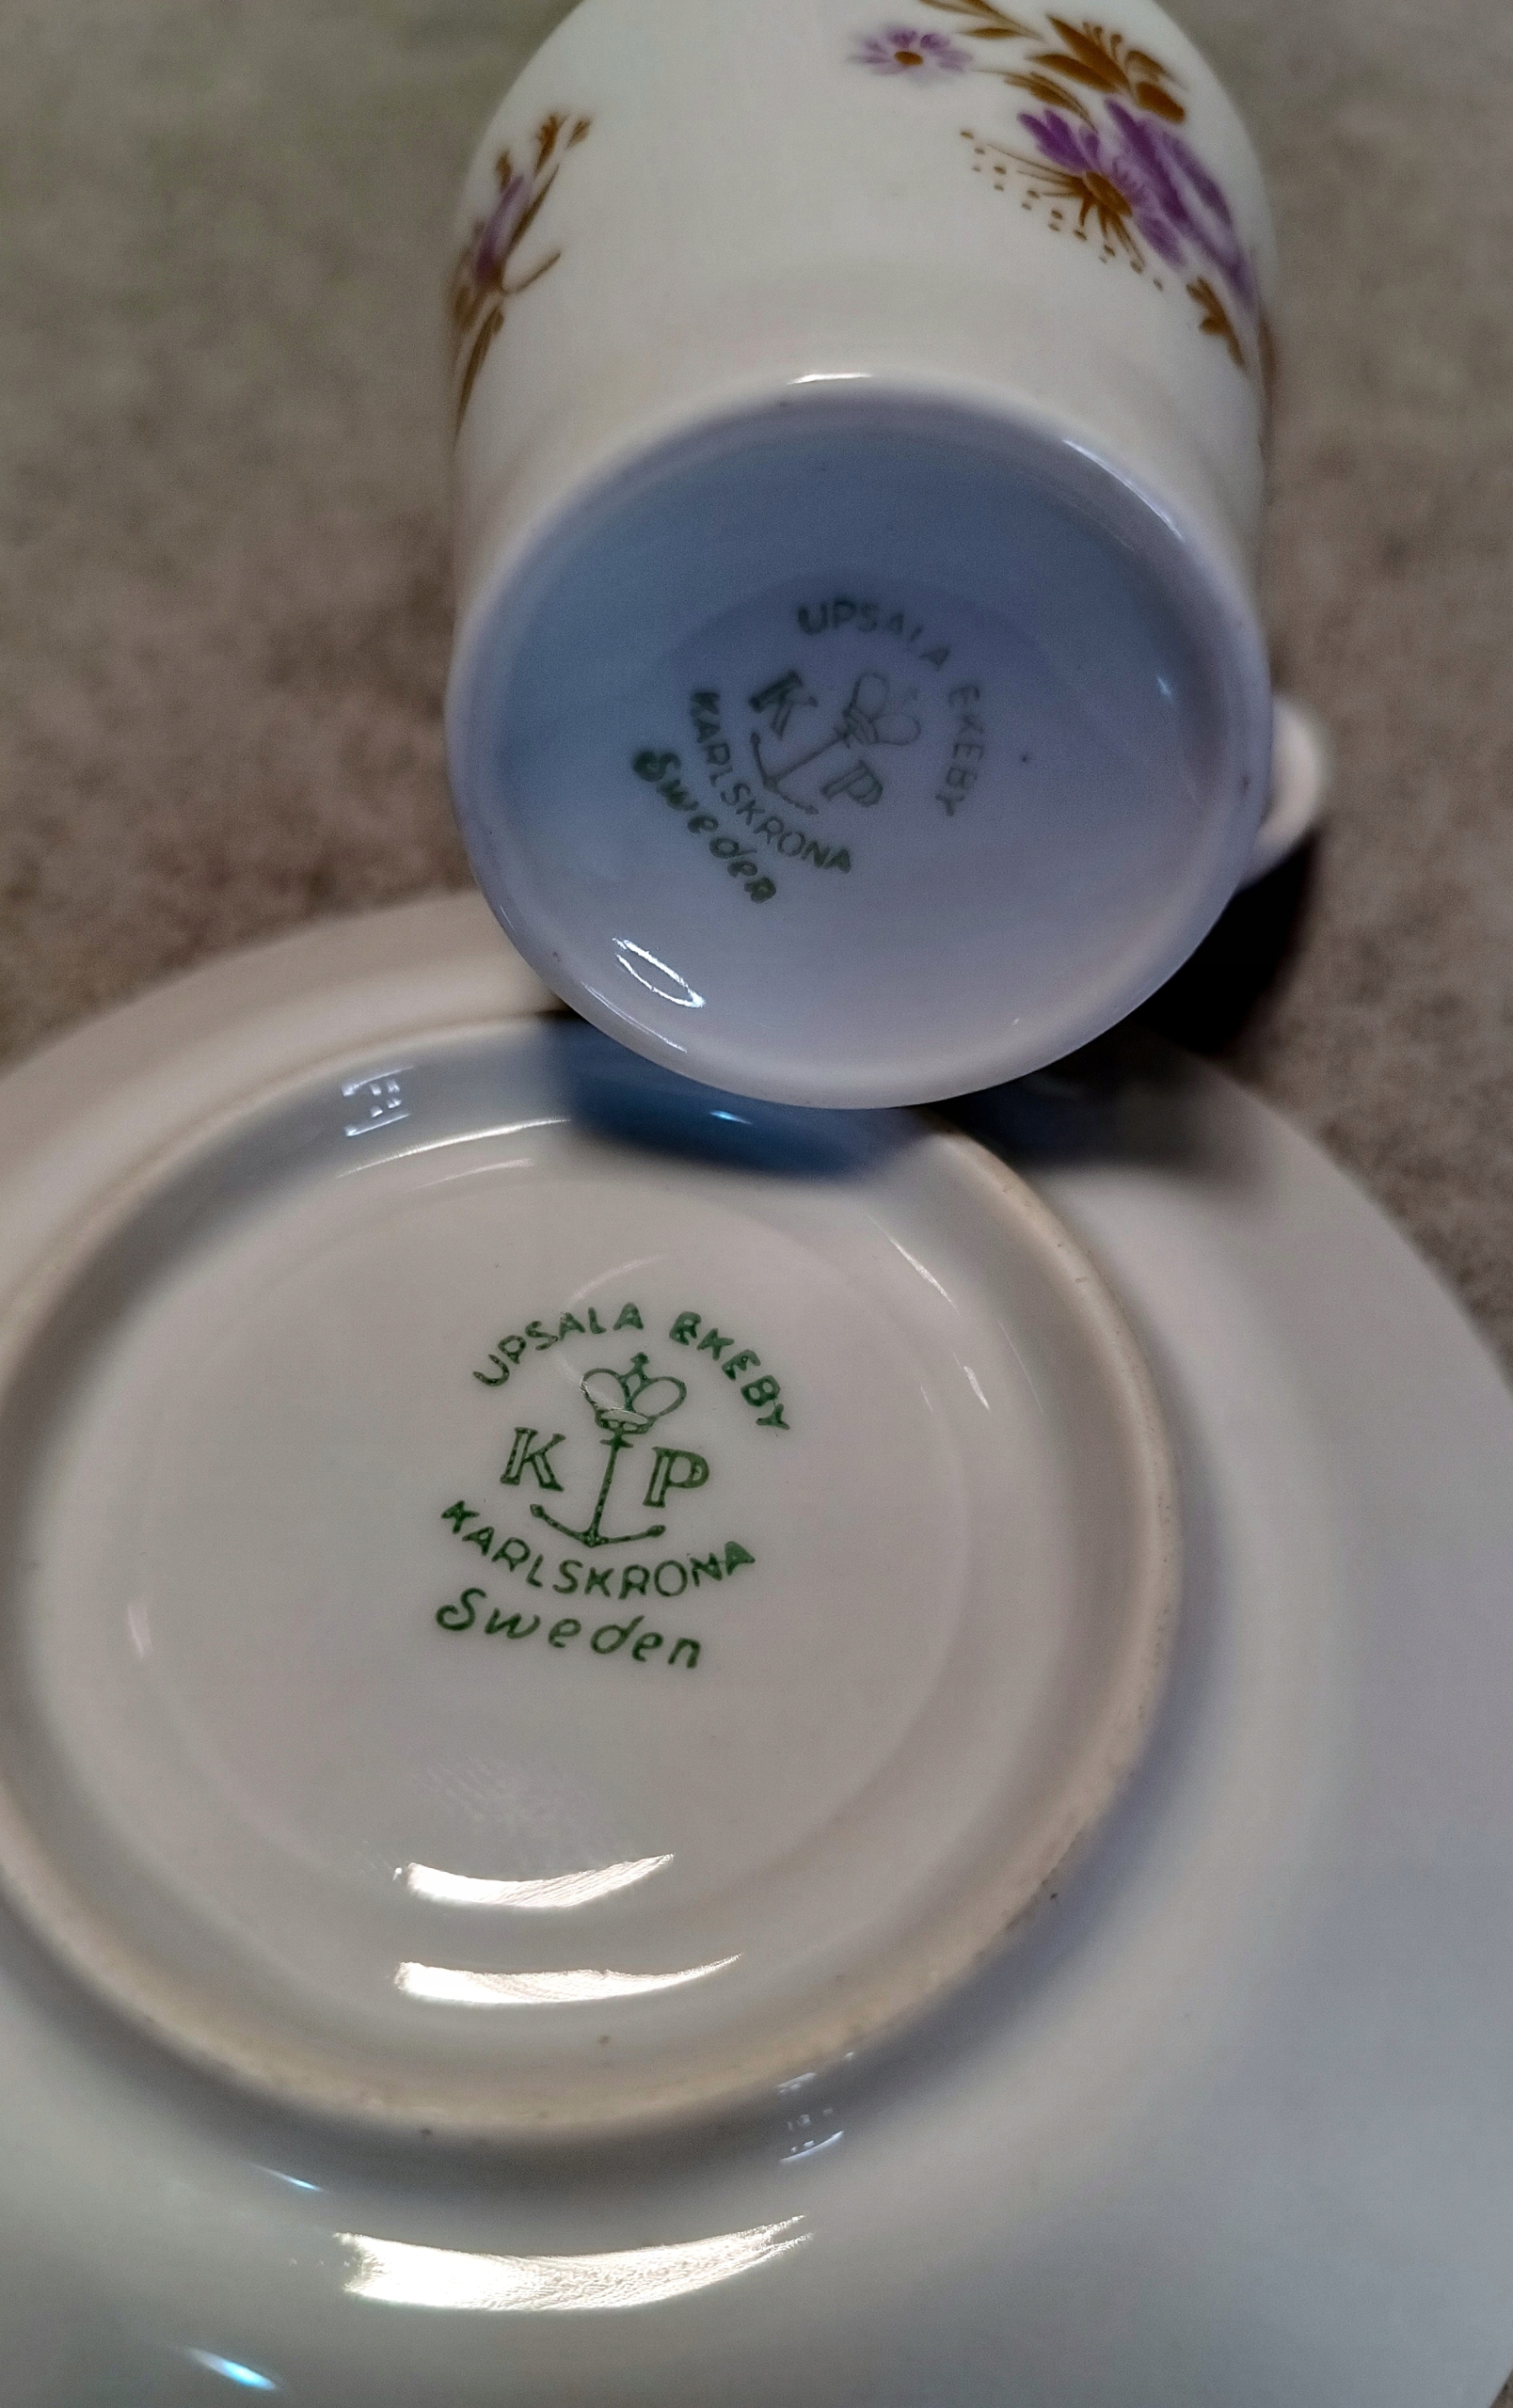 UPSALA EKEBY
K P
KARLSKRONA
Sweden
UPSALA EKEBY
K P
KARLSKRONA
Sweden